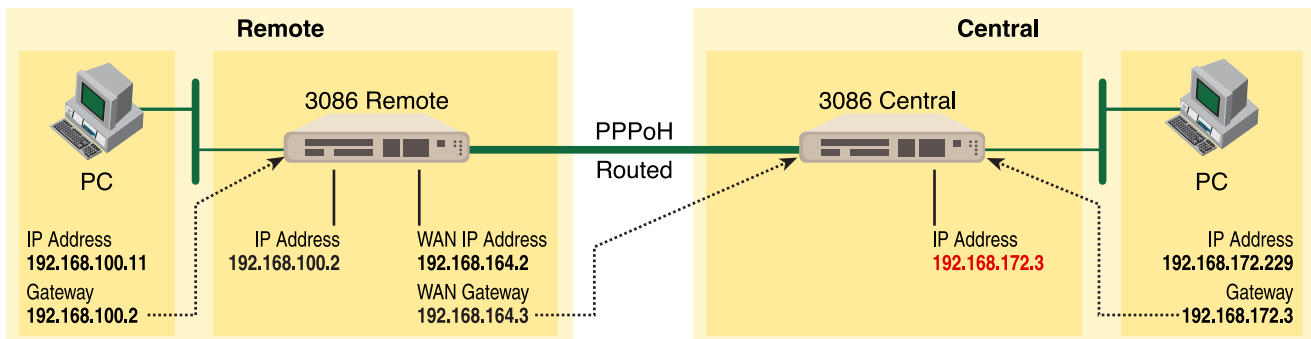 Remote
PC
IP Address
192.168.100.11
Gateway
192.168.100.2
3086 Remote
IP Address
192.168.100.2
WAN IP Address
192.168.164.2
WAN Gateway
192.168.164.3
PPPoH
Routed
Central
3086 Central
IP Address
192.168.172.3
PC
IP Address
192.168.172.229
Gateway
192.168.172.3